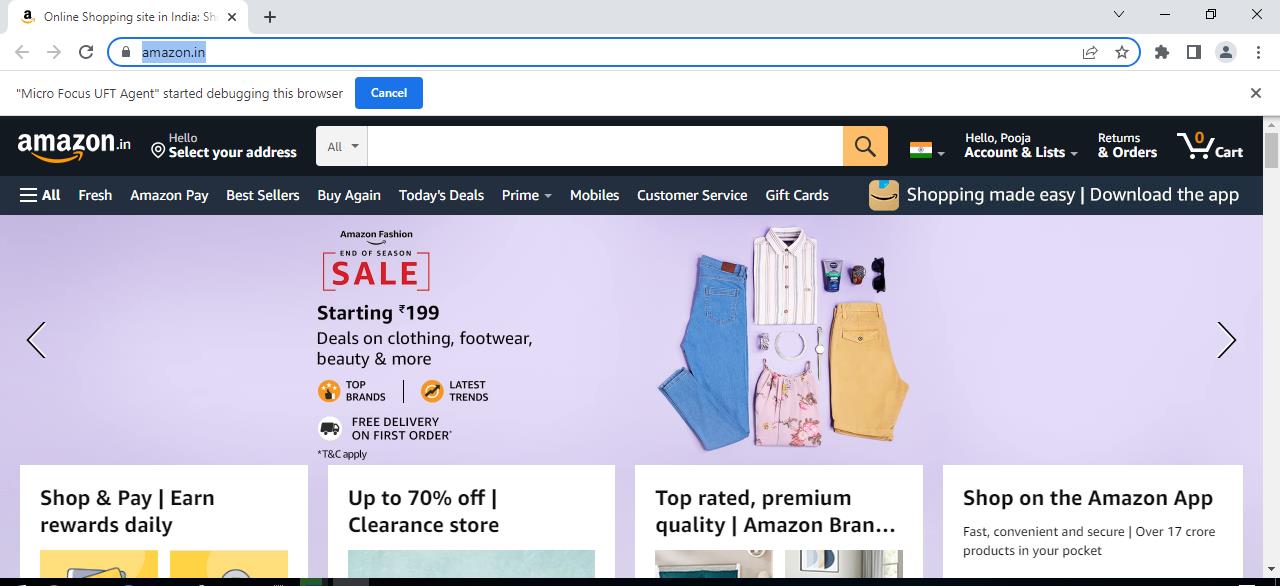 Online Shopping site in India: Sh
amazon.in
"Micro Focus UFT Agent" started debugging this browser
Cancel
amazon.in
Hello
Select your address
All
Hello, Pooja
Account & Lists
Returns
& Orders
0
Cart
All
Fresh
Amazon Pay
Best Sellers
Buy Again
Today's Deals
Prime
Mobiles
Customer Service
Gift Cards
Shopping made easy | Download the app
Amazon Fashion
END OF SEASON
SALE
Starting ₹199
Deals on clothing, footwear,
beauty & more
TOP
BRANDS
LATEST
TRENDS
FREE DELIVERY
ON FIRST ORDER*
*T&C apply
Shop & Pay | Earn
rewards daily
Up to 70% off |
Clearance store
Top rated, premium
quality | Amazon Bran...
Shop on the Amazon App
Fast, convenient and secure | Over 17 crore
products in your pocket